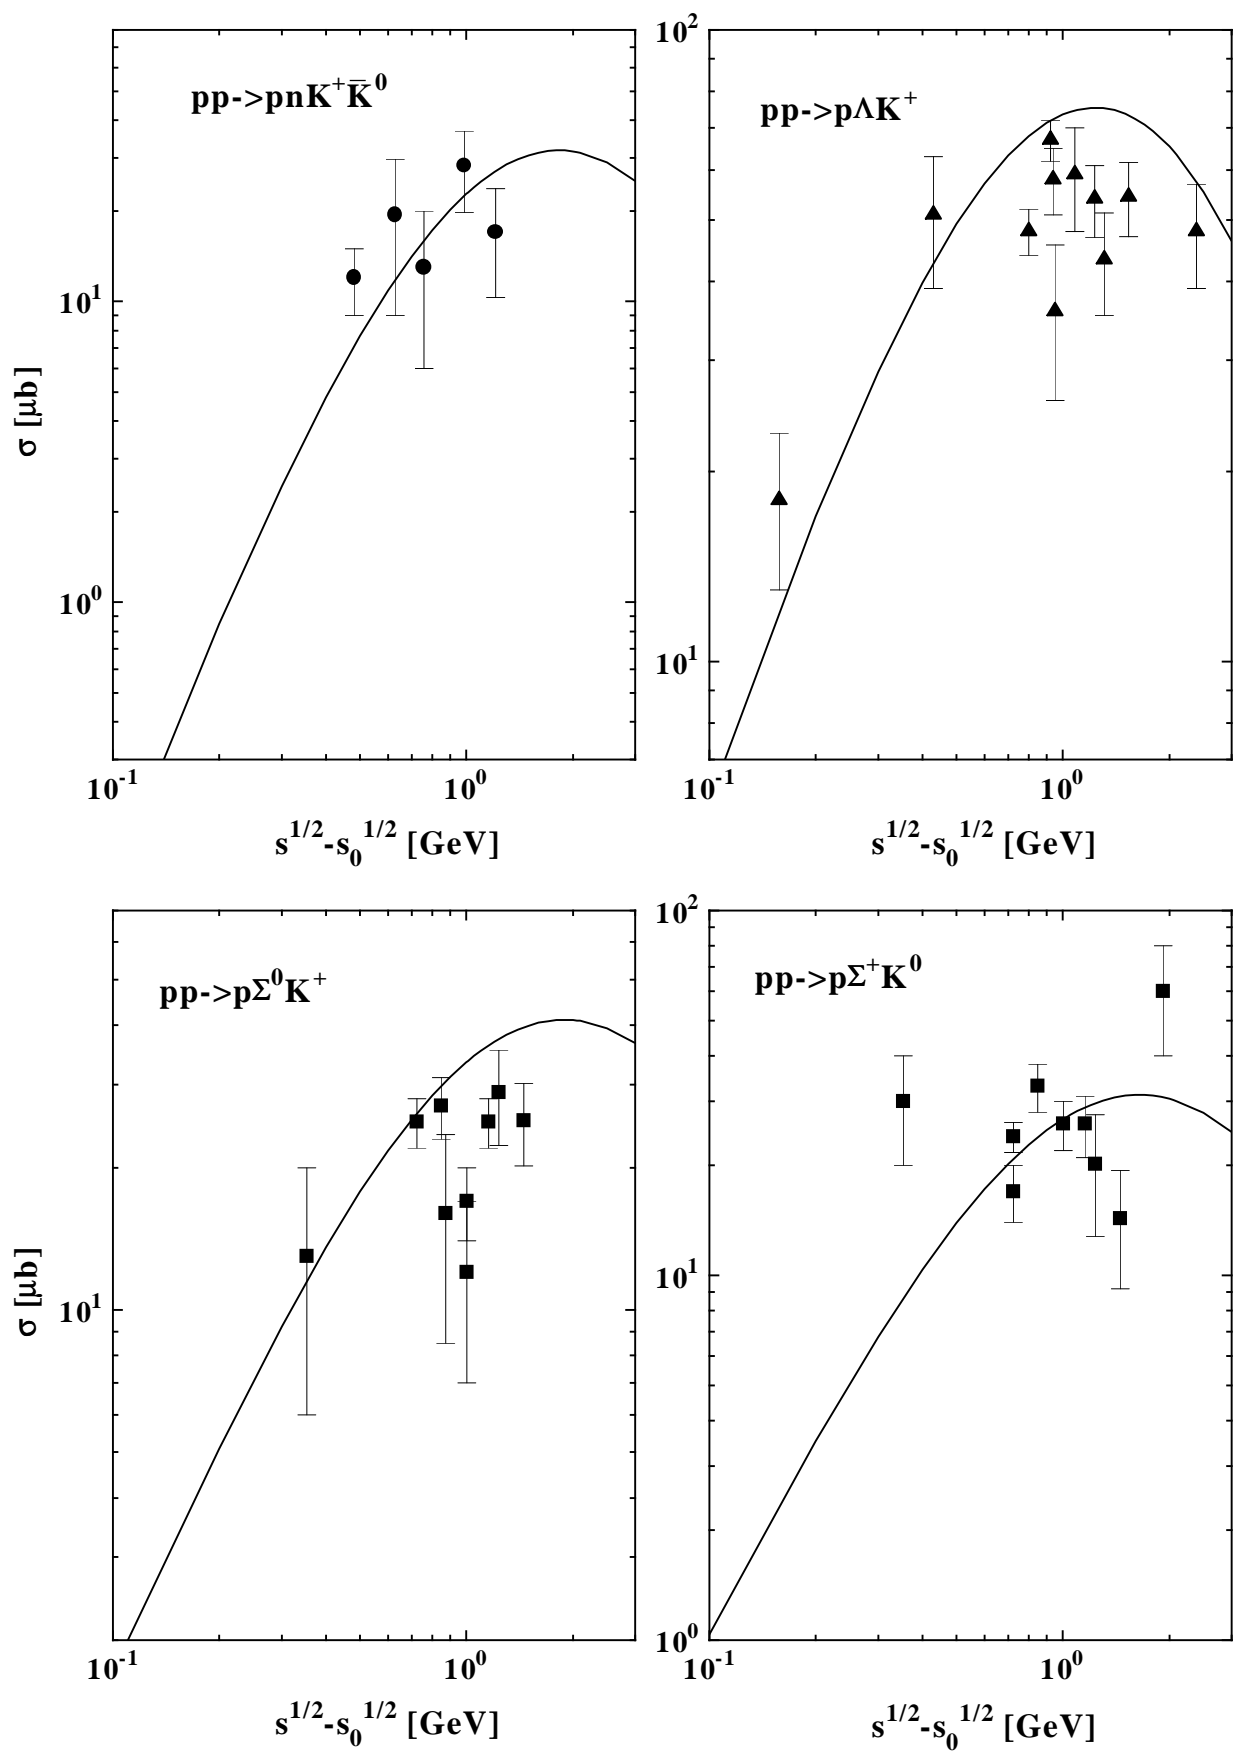 pp->pnK⁺K̅⁰
σ [μb]
10¹
10⁰
10⁻¹ 10⁰
s^1/2-s₀^1/2 [GeV]
10²
pp->pΛK⁺
10¹
10⁻¹ 10⁰
s^1/2-s₀^1/2 [GeV]
pp->pΣ⁰K⁺
σ [μb]
10¹
10⁻¹ 10⁰
s^1/2-s₀^1/2 [GeV]
10²
pp->pΣ⁺K⁰
10¹
10⁰
10⁻¹ 10⁰
s^1/2-s₀^1/2 [GeV]